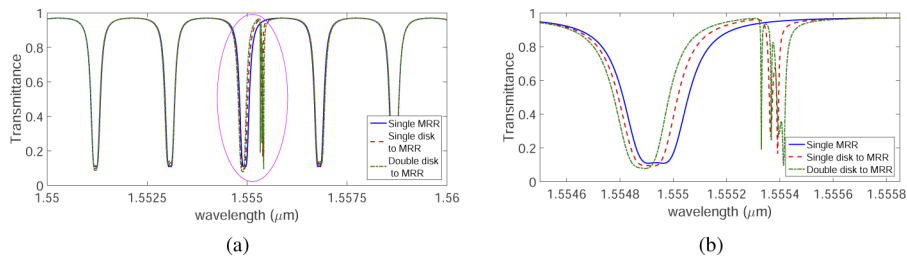 1
0.8
0.6
0.4
0.2
0
Transmittance
1.55
1.5525
1.555
1.5575
1.56
wavelength (μm)
Single MRR
Single disk
to MRR
Double disk
to MRR
(a)
1
0.8
0.6
0.4
0.2
0
Transmittance
1.5546
1.5548
1.555
1.5552
1.5554
1.5556
1.5558
wavelength (μm)
Single MRR
Single disk to MRR
Double disk to MRR
(b)